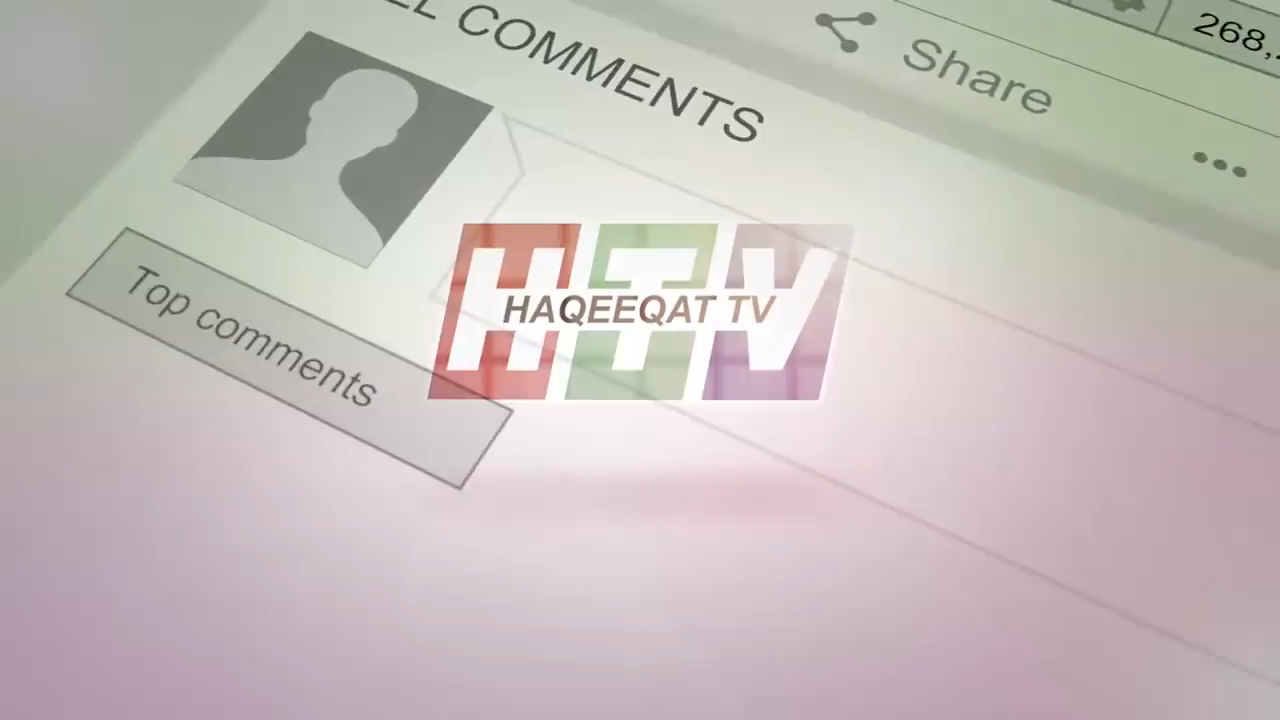 COMMENTS
Share
268,
Top comments
HTV
HAQEEQAT TV